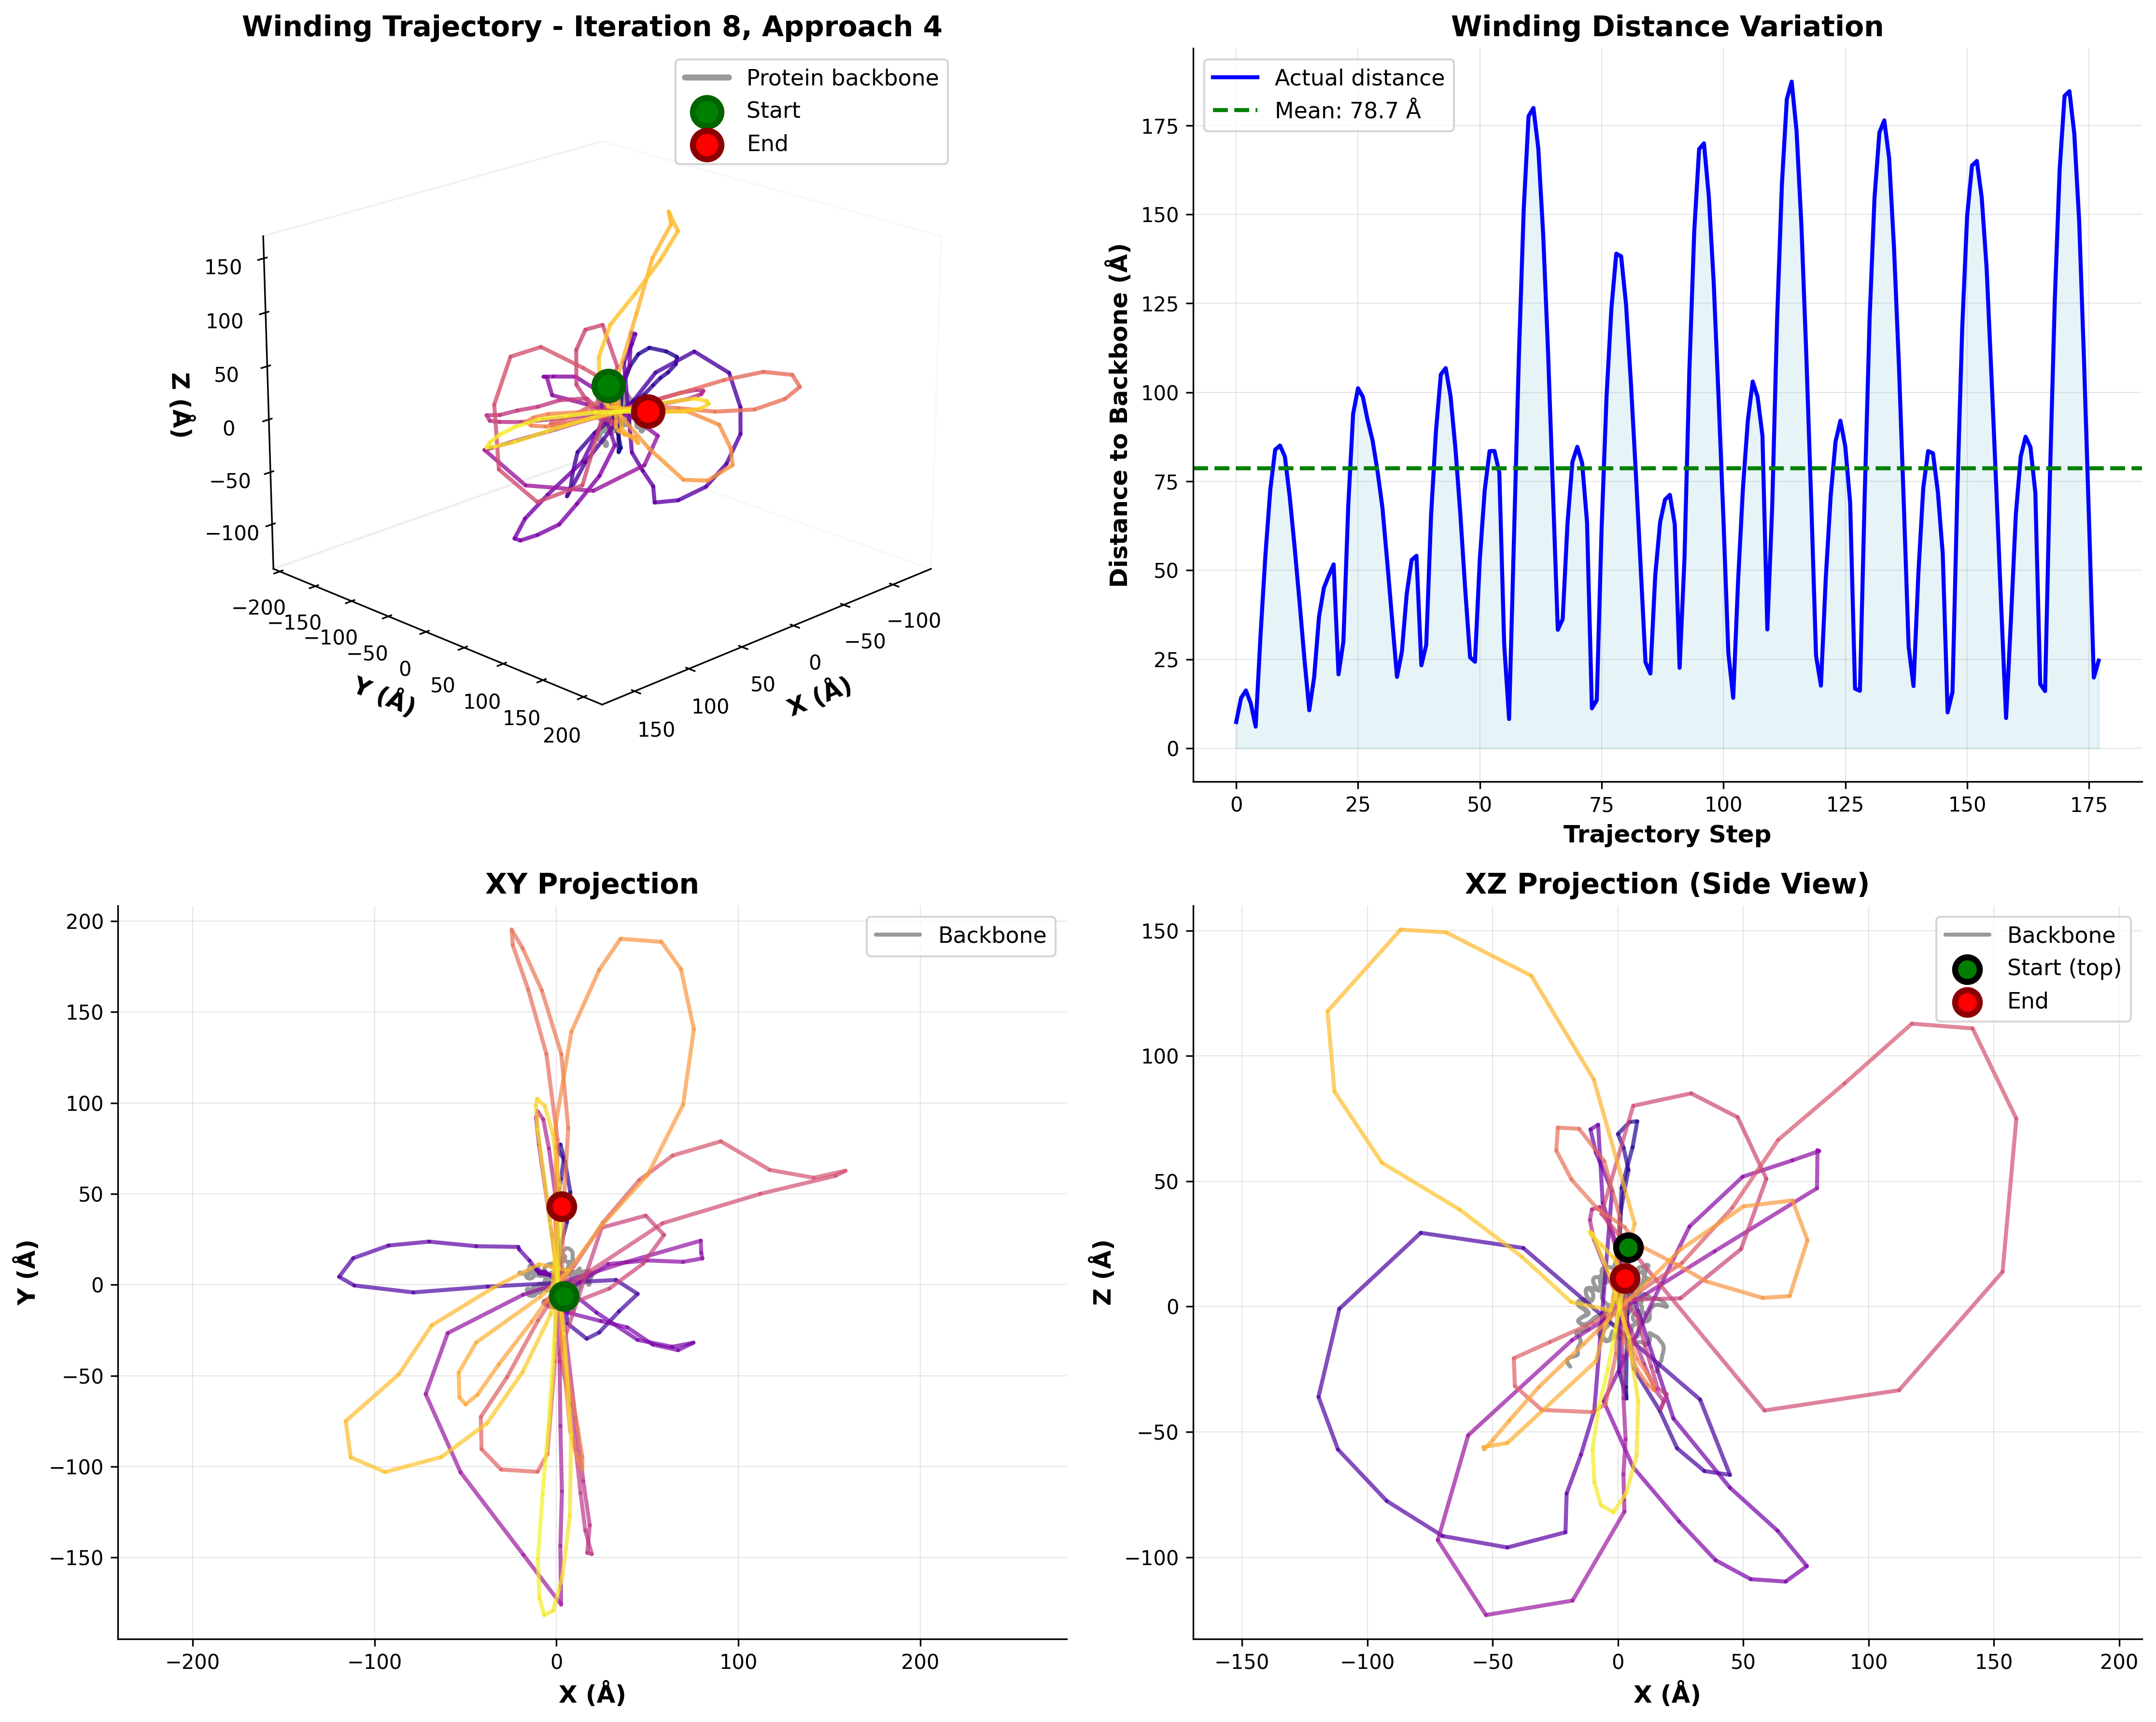 Winding Trajectory - Iteration 8, Approach 4
Protein backbone
Start
End
150
100
50
0
−50
−100
Z (Å)
−200
−150
−100
−50
0
50
100
150
200
Y (Å)
150
100
50
0
−50
−100
X (Å)
Winding Distance Variation
Actual distance
Mean: 78.7 Å
175
150
125
100
75
50
25
0
Distance to Backbone (Å)
0 25 50 75 100 125 150 175
Trajectory Step
XY Projection
Backbone
200
150
100
50
0
−50
−100
−150
Y (Å)
−200 −100 0 100 200
X (Å)
XZ Projection (Side View)
Backbone
Start (top)
End
150
100
50
0
−50
−100
Z (Å)
−150 −100 −50 0 50 100 150 200
X (Å)